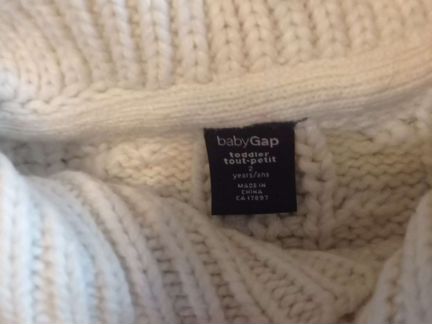 babyGap
toddler
tout-petit
2
years/ans
MADE IN
CHINA
CA 17897